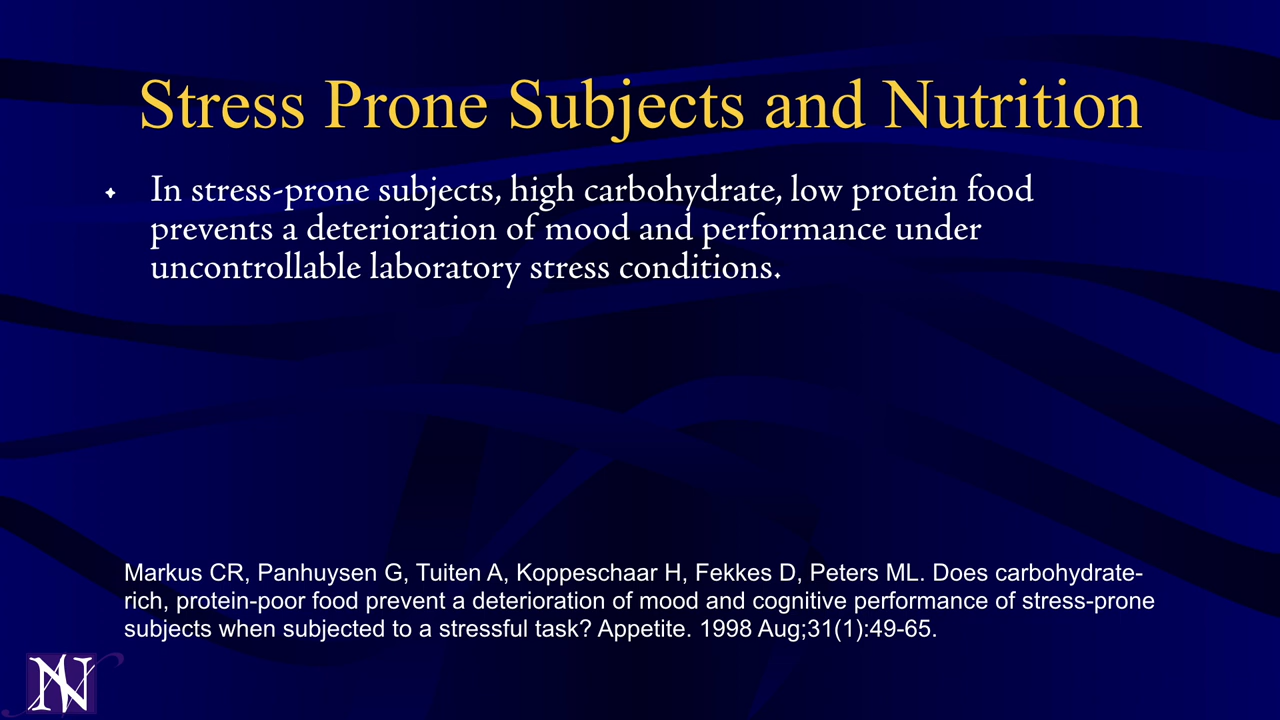 Stress Prone Subjects and Nutrition
In stress-prone subjects, high carbohydrate, low protein food
prevents a deterioration of mood and performance under
uncontrollable laboratory stress conditions.
Markus CR, Panhuysen G, Tuiten A, Koppeschaar H, Fekkes D, Peters ML. Does carbohydrate-
rich, protein-poor food prevent a deterioration of mood and cognitive performance of stress-prone
subjects when subjected to a stressful task? Appetite. 1998 Aug;31(1):49-65.